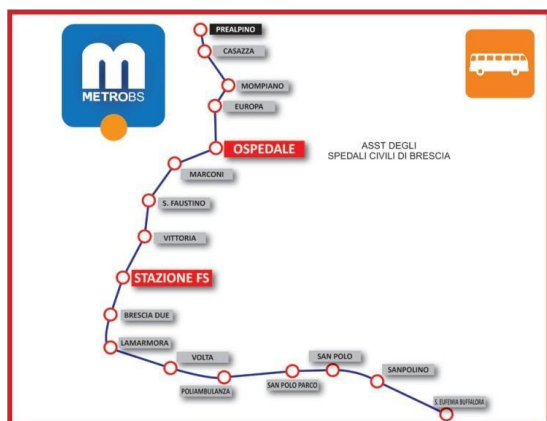 PREALPINO
CASAZZA
MOMPIANO
METROBS
EUROPA
OSPEDALE
ASST DEGLI
SPEDALI CIVILI DI BRESCIA
MARCONI
S. FAUSTINO
VITTORIA
STAZIONE FS
BRESCIA DUE
LAMARMORA
VOLTA
SAN POLO
POLIAMBULANZA
SAN POLO PARCO
SANPOLINO
S. EUFEMIA BUFFALORA